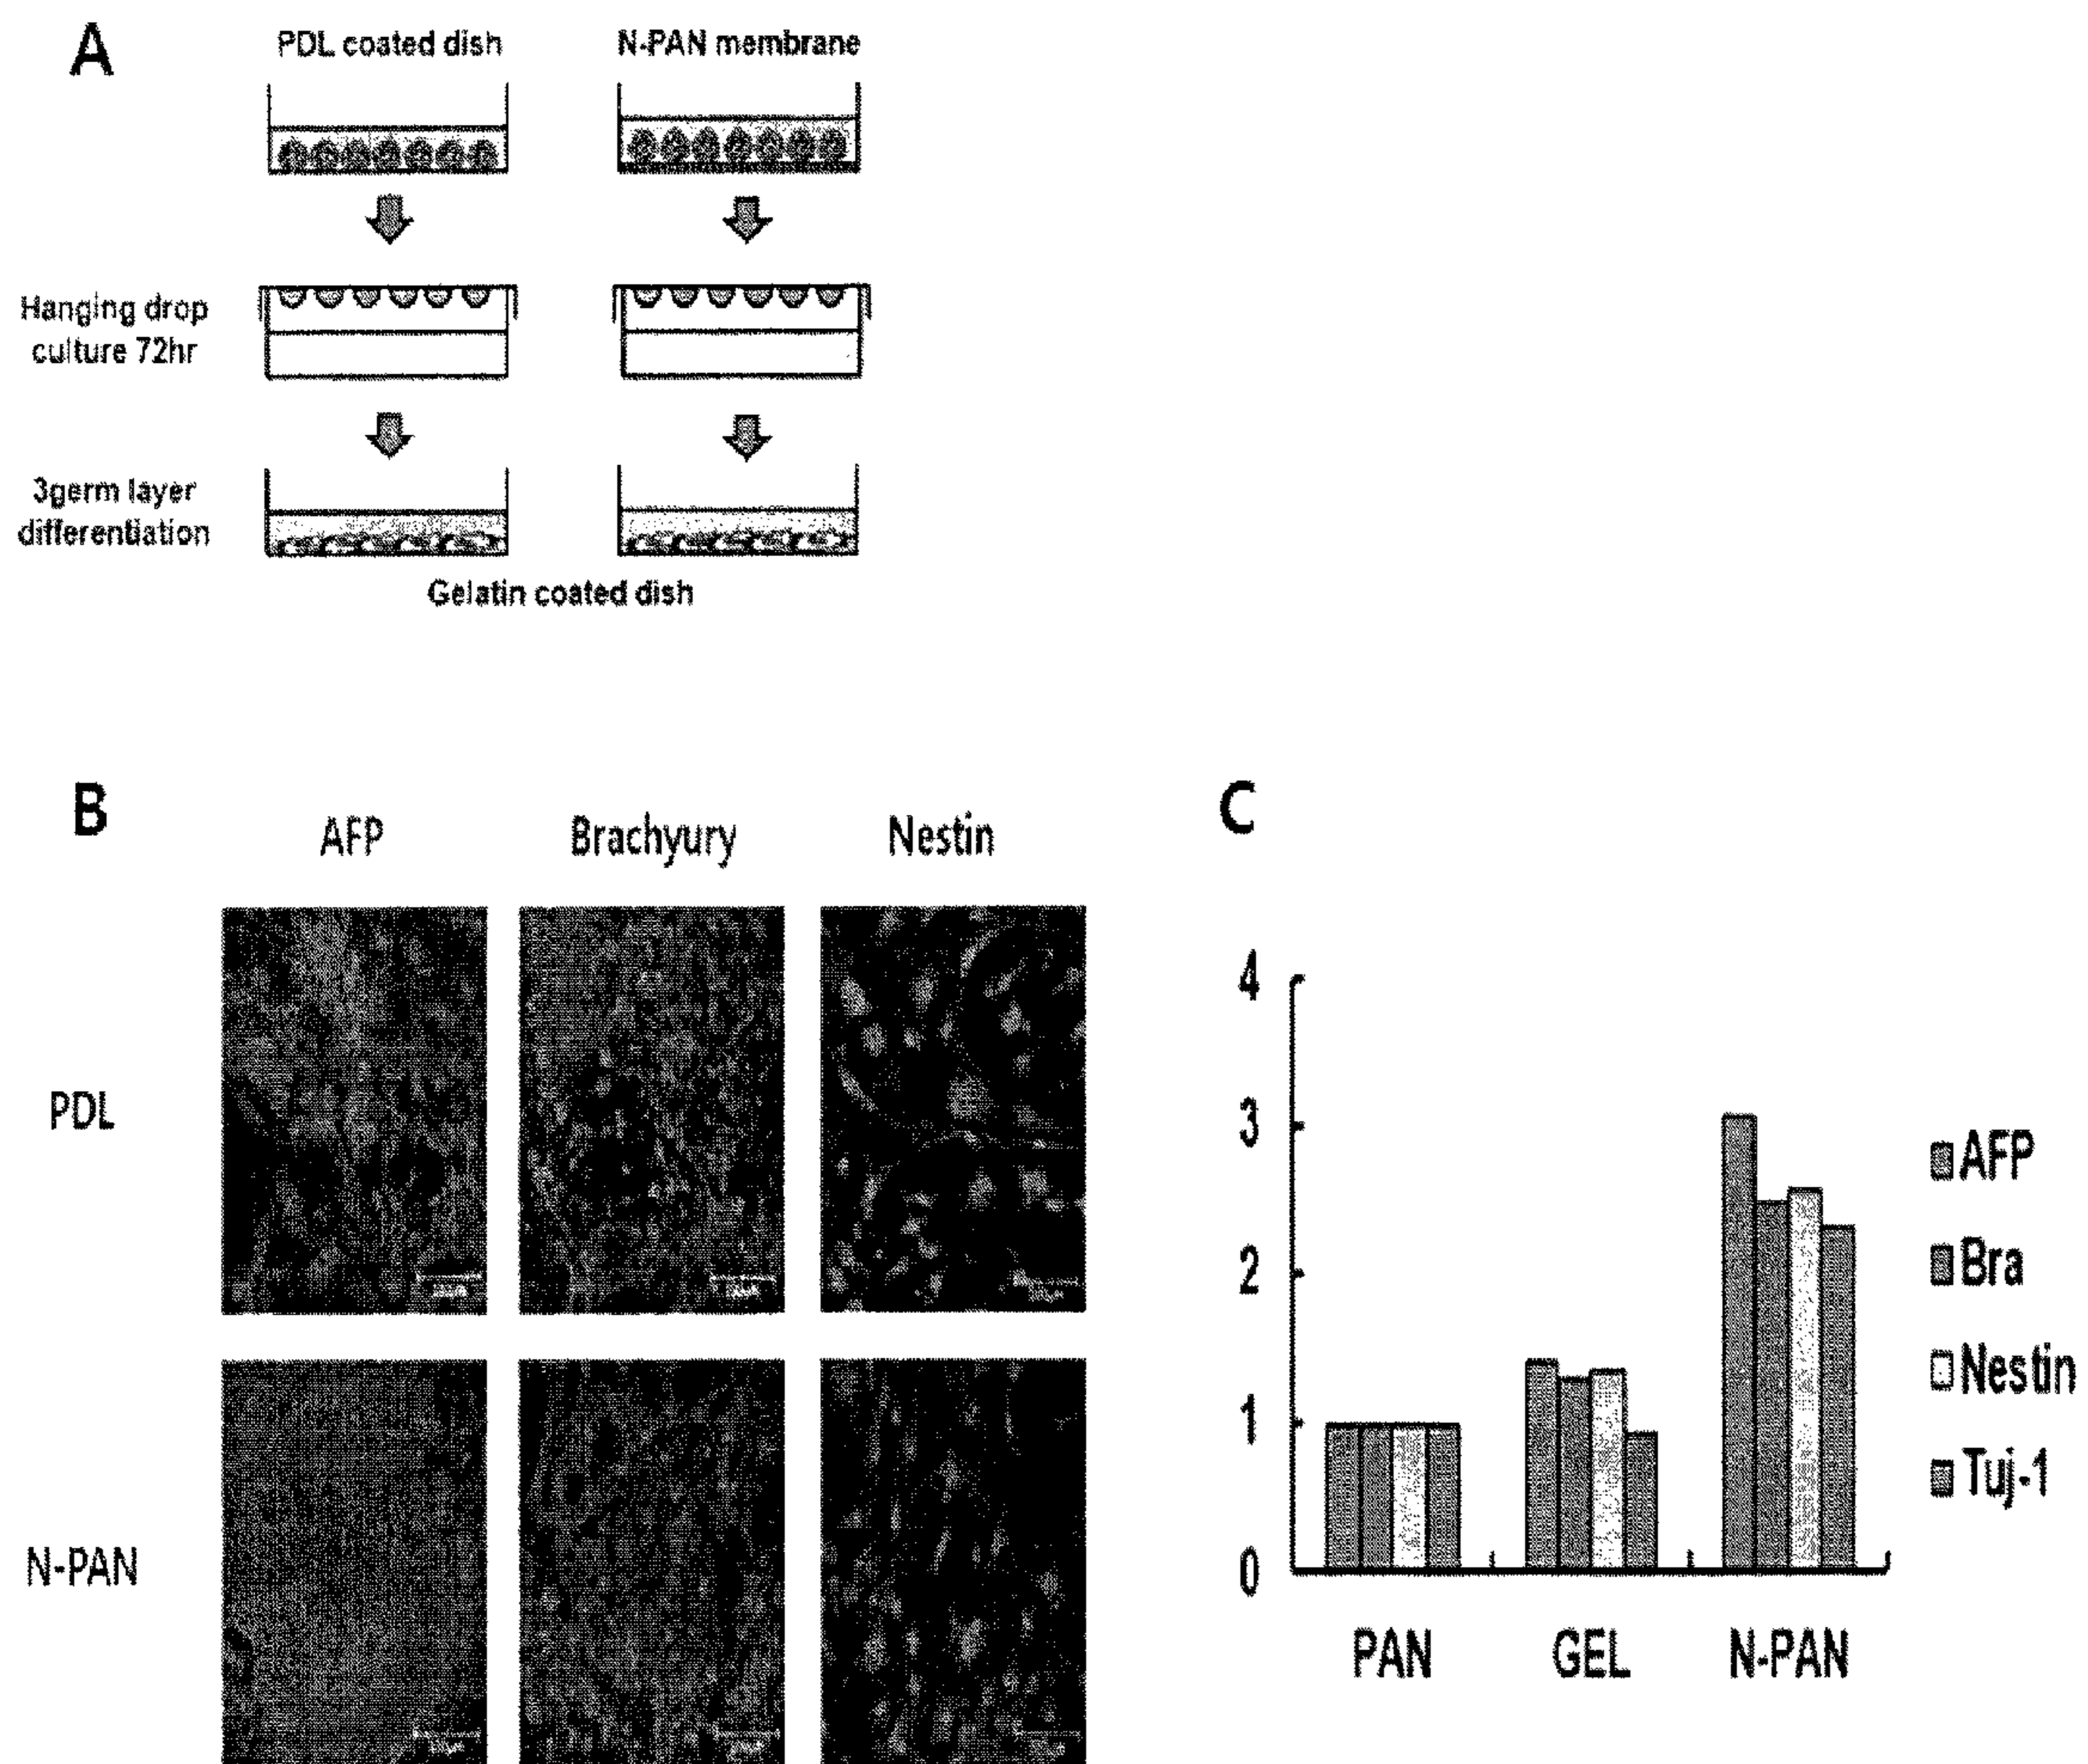 A
PDL coated dish
N-PAN membrane
Hanging drop
culture 72hr
3germ layer
differentiation
Gelatin coated dish
B
AFP
Brachyury
Nestin
PDL
N-PAN
C
4
3
2
1
0
PAN
GEL
N-PAN
AFP
Bra
Nestin
Tuj-1